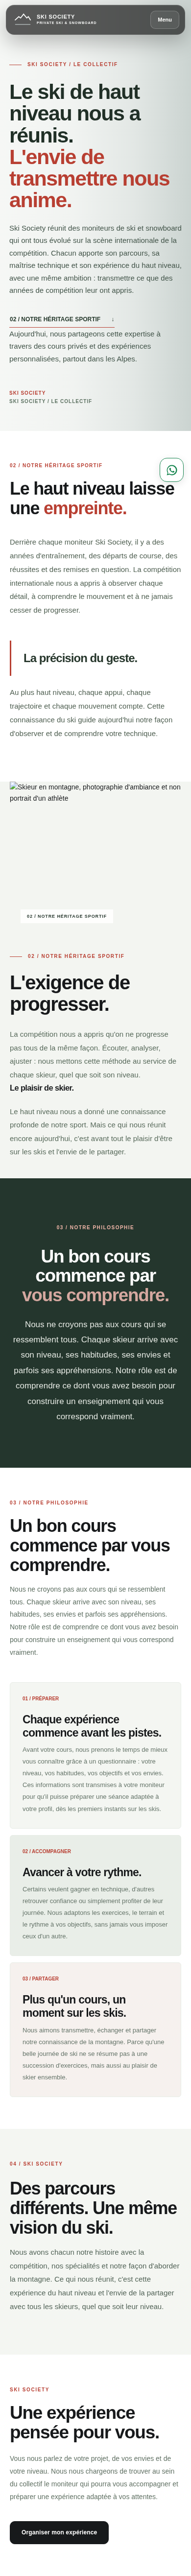 SKI SOCIETY
PRIVATE SKI & SNOWBOARD
Menu
SKI SOCIETY / LE COLLECTIF
Le ski de haut
niveau nous a
réunis.
L'envie de
transmettre nous
anime.
Ski Society réunit des moniteurs de ski et snowboard
qui ont tous évolué sur la scène internationale de la
compétition. Chacun apporte son parcours, sa
maîtrise technique et son expérience du haut niveau,
avec une même ambition : transmettre ce que des
années de compétition leur ont appris.
02 / NOTRE HÉRITAGE SPORTIF ↓
Aujourd'hui, nous partageons cette expertise à
travers des cours privés et des expériences
personnalisées, partout dans les Alpes.
SKI SOCIETY
SKI SOCIETY / LE COLLECTIF
02 / NOTRE HÉRITAGE SPORTIF
Le haut niveau laisse
une empreinte.
Derrière chaque moniteur Ski Society, il y a des
années d'entraînement, des départs de course, des
réussites et des remises en question. La compétition
internationale nous a appris à observer chaque
détail, à comprendre le mouvement et à ne jamais
cesser de progresser.
La précision du geste.
Au plus haut niveau, chaque appui, chaque
trajectoire et chaque mouvement compte. Cette
connaissance du ski guide aujourd'hui notre façon
d'observer et de comprendre votre technique.
Skieur en montagne, photographie d'ambiance et non
portrait d'un athlète
02 / NOTRE HÉRITAGE SPORTIF
02 / NOTRE HÉRITAGE SPORTIF
L'exigence de
progresser.
La compétition nous a appris qu'on ne progresse
pas tous de la même façon. Écouter, analyser,
ajuster : nous mettons cette méthode au service de
chaque skieur, quel que soit son niveau.
Le plaisir de skier.
Le haut niveau nous a donné une connaissance
profonde de notre sport. Mais ce qui nous réunit
encore aujourd'hui, c'est avant tout le plaisir d'être
sur les skis et l'envie de le partager.
03 / NOTRE PHILOSOPHIE
Un bon cours
commence par
vous comprendre.
Nous ne croyons pas aux cours qui se
ressemblent tous. Chaque skieur arrive avec
son niveau, ses habitudes, ses envies et
parfois ses appréhensions. Notre rôle est de
comprendre ce dont vous avez besoin pour
construire un enseignement qui vous
correspond vraiment.
03 / NOTRE PHILOSOPHIE
Un bon cours
commence par vous
comprendre.
Nous ne croyons pas aux cours qui se ressemblent
tous. Chaque skieur arrive avec son niveau, ses
habitudes, ses envies et parfois ses appréhensions.
Notre rôle est de comprendre ce dont vous avez besoin
pour construire un enseignement qui vous correspond
vraiment.
01 / PRÉPARER
Chaque expérience
commence avant les pistes.
Avant votre cours, nous prenons le temps de mieux
vous connaître grâce à un questionnaire : votre
niveau, vos habitudes, vos objectifs et vos envies.
Ces informations sont transmises à votre moniteur
pour qu'il puisse préparer une séance adaptée à
votre profil, dès les premiers instants sur les skis.
02 / ACCOMPAGNER
Avancer à votre rythme.
Certains veulent gagner en technique, d'autres
retrouver confiance ou simplement profiter de leur
journée. Nous adaptons les exercices, le terrain et
le rythme à vos objectifs, sans jamais vous imposer
ceux d'un autre.
03 / PARTAGER
Plus qu'un cours, un
moment sur les skis.
Nous aimons transmettre, échanger et partager
notre connaissance de la montagne. Parce qu'une
belle journée de ski ne se résume pas à une
succession d'exercices, mais aussi au plaisir de
skier ensemble.
04 / SKI SOCIETY
Des parcours
différents. Une même
vision du ski.
Nous avons chacun notre histoire avec la
compétition, nos spécialités et notre façon d'aborder
la montagne. Ce qui nous réunit, c'est cette
expérience du haut niveau et l'envie de la partager
avec tous les skieurs, quel que soit leur niveau.
SKI SOCIETY
Une expérience
pensée pour vous.
Vous nous parlez de votre projet, de vos envies et de
votre niveau. Nous nous chargeons de trouver au sein
du collectif le moniteur qui pourra vous accompagner et
préparer une expérience adaptée à vos attentes.
Organiser mon expérience